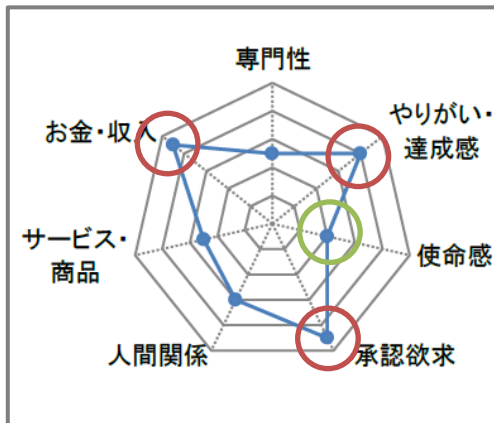 専門性
やりがい・
達成感
使命感
承認欲求
人間関係
サービス・
商品
お金・収入